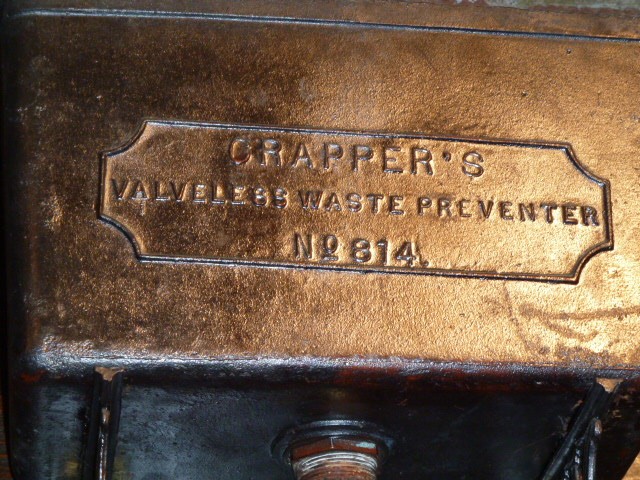 CRAPPER'S
VALVELESS WASTE PREVENTER
No 814.